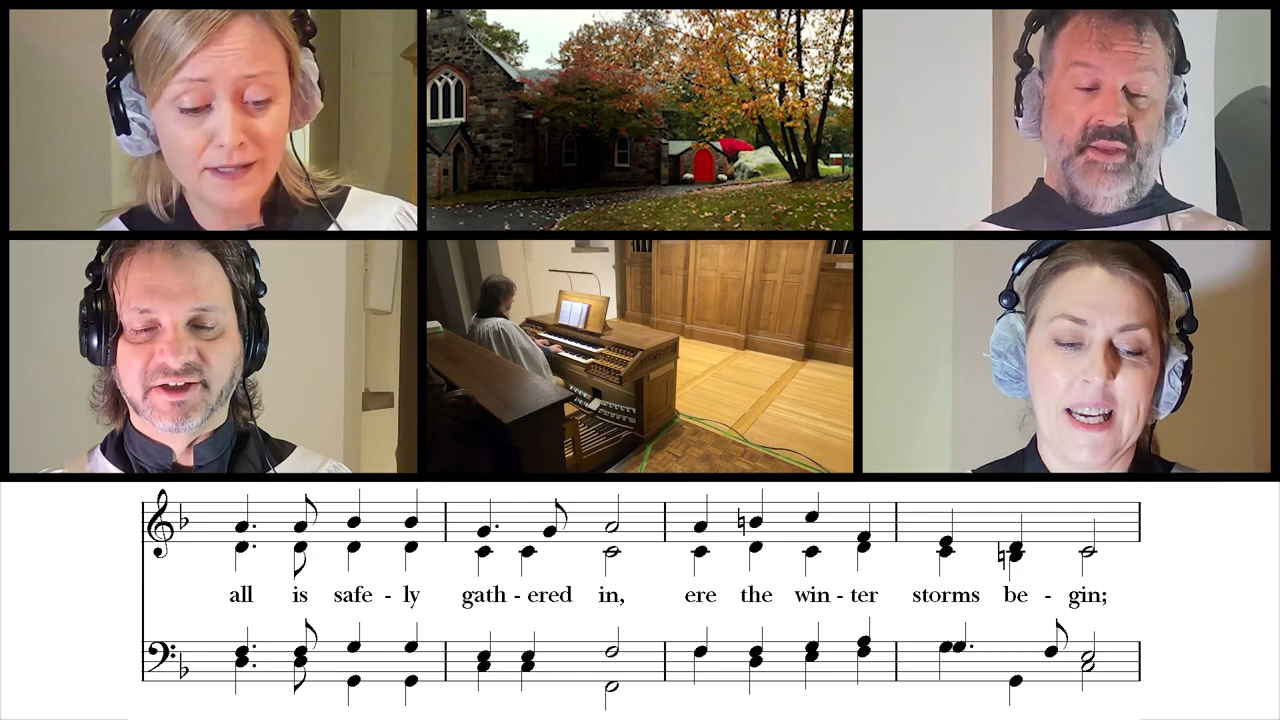 all is safe - ly gath - ered in, ere the win - ter storms be - gin;